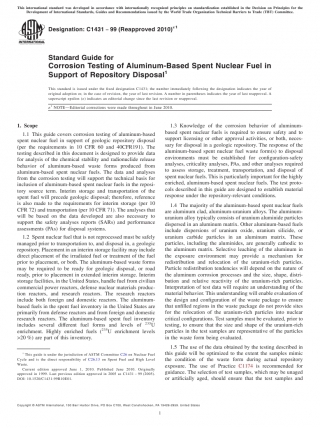 This international standard was developed in accordance with internationally recognized principles on standardization established in the Decision on Principles for the
Development of International Standards, Guides and Recommendations issued by the World Trade Organization Technical Barriers to Trade (TBT) Committee.
Designation: C1431 − 99 (Reapproved 2010)ε1
Standard Guide for
Corrosion Testing of Aluminum-Based Spent Nuclear Fuel in
Support of Repository Disposal1
This standard is issued under the fixed designation C1431; the number immediately following the designation indicates the year of
original adoption or, in the case of revision, the year of last revision. A number in parentheses indicates the year of last reapproval. A
superscript epsilon (ε) indicates an editorial change since the last revision or reapproval.
ε1 NOTE—Editorial corrections were made throughout in June 2010.
1. Scope
1.1 This guide covers corrosion testing of aluminum-based
spent nuclear fuel in support of geologic repository disposal
(per the requirements in 10 CFR 60 and 40CFR191). The
testing described in this document is designed to provide data
for analysis of the chemical stability and radionuclide release
behavior of aluminum-based waste forms produced from
aluminum-based spent nuclear fuels. The data and analyses
from the corrosion testing will support the technical basis for
inclusion of aluminum-based spent nuclear fuels in the reposi-
tory source term. Interim storage and transportation of the
spent fuel will precede geologic disposal; therefore, reference
is also made to the requirements for interim storage (per 10
CFR 72) and transportation (per 10 CFR 71). The analyses that
will be based on the data developed are also necessary to
support the safety analyses reports (SARs) and performance
assessments (PAs) for disposal systems.
1.2 Spent nuclear fuel that is not reprocessed must be safely
managed prior to transportation to, and disposal in, a geologic
repository. Placement in an interim storage facility may include
direct placement of the irradiated fuel or treatment of the fuel
prior to placement, or both. The aluminum-based waste forms
may be required to be ready for geologic disposal, or road
ready, prior to placement in extended interim storage. Interim
storage facilities, in the United States, handle fuel from civilian
commercial power reactors, defense nuclear materials produc-
tion reactors, and research reactors. The research reactors
include both foreign and domestic reactors. The aluminum-
based fuels in the spent fuel inventory in the United States are
primarily from defense reactors and from foreign and domestic
research reactors. The aluminum-based spent fuel inventory
includes several different fuel forms and levels of 235U
enrichment. Highly enriched fuels (235U enrichment levels
>20 %) are part of this inventory.
1 This guide is under the jurisdiction of ASTM Committee C26 on Nuclear Fuel
Cycle and is the direct responsibility of C26.13 on Spent Fuel and High Level
Waste.
Current edition approved June 1, 2010. Published June 2010. Originally
approved in 1999. Last previous edition approved in 2005 as C1431 – 99 (2005).
DOI: 10.1520/C1431-99R10E01.
1.3 Knowledge of the corrosion behavior of aluminum-
based spent nuclear fuels is required to ensure safety and to
support licensing or other approval activities, or both, neces-
sary for disposal in a geologic repository. The response of the
aluminum-based spent nuclear fuel waste form(s) to disposal
environments must be established for configuration-safety
analyses, criticality analyses, PAs, and other analyses required
to assess storage, treatment, transportation, and disposal of
spent nuclear fuels. This is particularly important for the highly
enriched, aluminum-based spent nuclear fuels. The test proto-
cols described in this guide are designed to establish material
response under the repository relevant conditions.
1.4 The majority of the aluminum-based spent nuclear fuels
are aluminum clad, aluminum-uranium alloys. The aluminum-
uranium alloy typically consists of uranium aluminide particles
dispersed in an aluminum matrix. Other aluminum-based fuels
include dispersions of uranium oxide, uranium silicide, or
uranium carbide particles in an aluminum matrix. These
particles, including the aluminides, are generally cathodic to
the aluminum matrix. Selective leaching of the aluminum in
the exposure environment may provide a mechanism for
redistribution and relocation of the uranium-rich particles.
Particle redistribution tendencies will depend on the nature of
the aluminum corrosion processes and the size, shape, distri-
bution and relative reactivity of the uranium-rich particles.
Interpretation of test data will require an understanding of the
material behavior. This understanding will enable evaluation of
the design and configuration of the waste package to ensure
that unfilled regions in the waste package do not provide sites
for the relocation of the uranium-rich particles into nuclear
critical configurations. Test samples must be evaluated, prior to
testing, to ensure that the size and shape of the uranium-rich
particles in the test samples are representative of the particles
in the waste form being evaluated.
1.5 The use of the data obtained by the testing described in
this guide will be optimized to the extent the samples mimic
the condition of the waste form during actual repository
exposure. The use of Practice C1174 is recommended for
guidance. The selection of test samples, which may be unaged
or artificially aged, should ensure that the test samples and
Copyright © ASTM International, 100 Barr Harbor Drive, PO Box C700, West Conshohocken, PA 19428-2959. United States
1